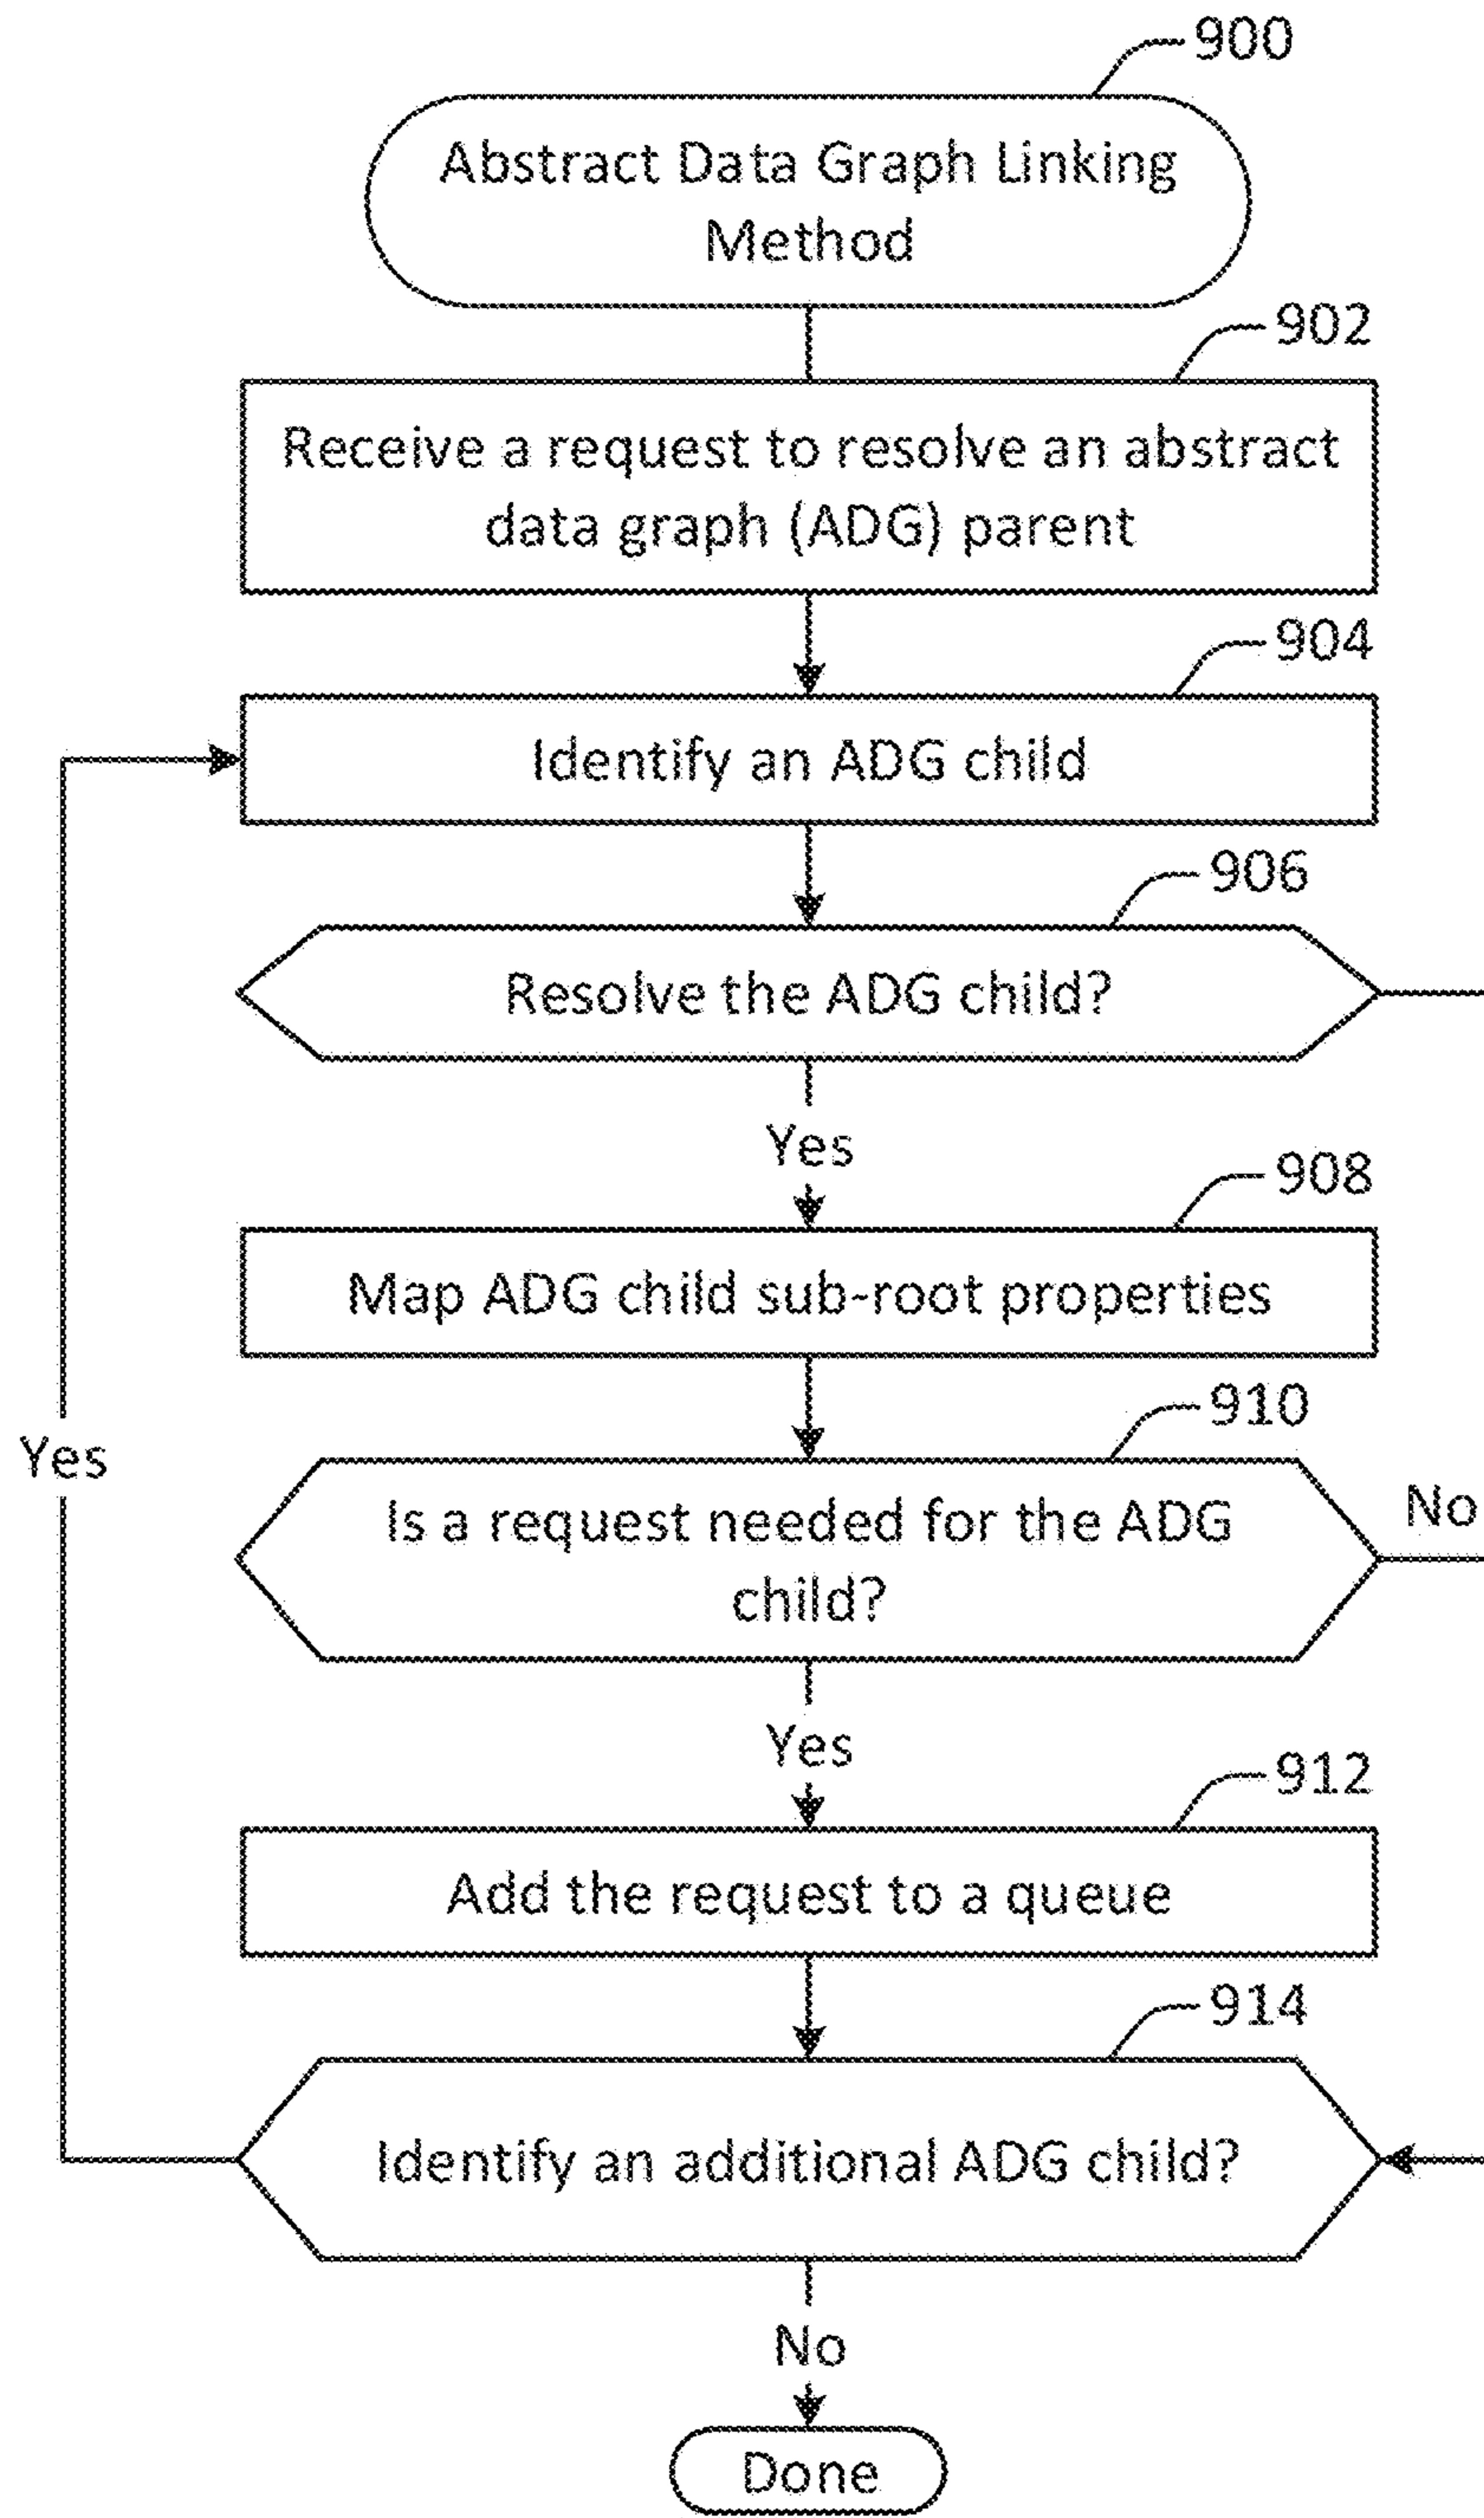 900
Abstract Data Graph Linking
Method
902
Receive a request to resolve an abstract
data graph (ADG) parent
904
Identify an ADG child
906
Resolve the ADG child?
Yes
908
Map ADG child sub-root properties
910
Yes
Is a request needed for the ADG
child?
No
Yes
912
Add the request to a queue
914
Identify an additional ADG child?
No
Done